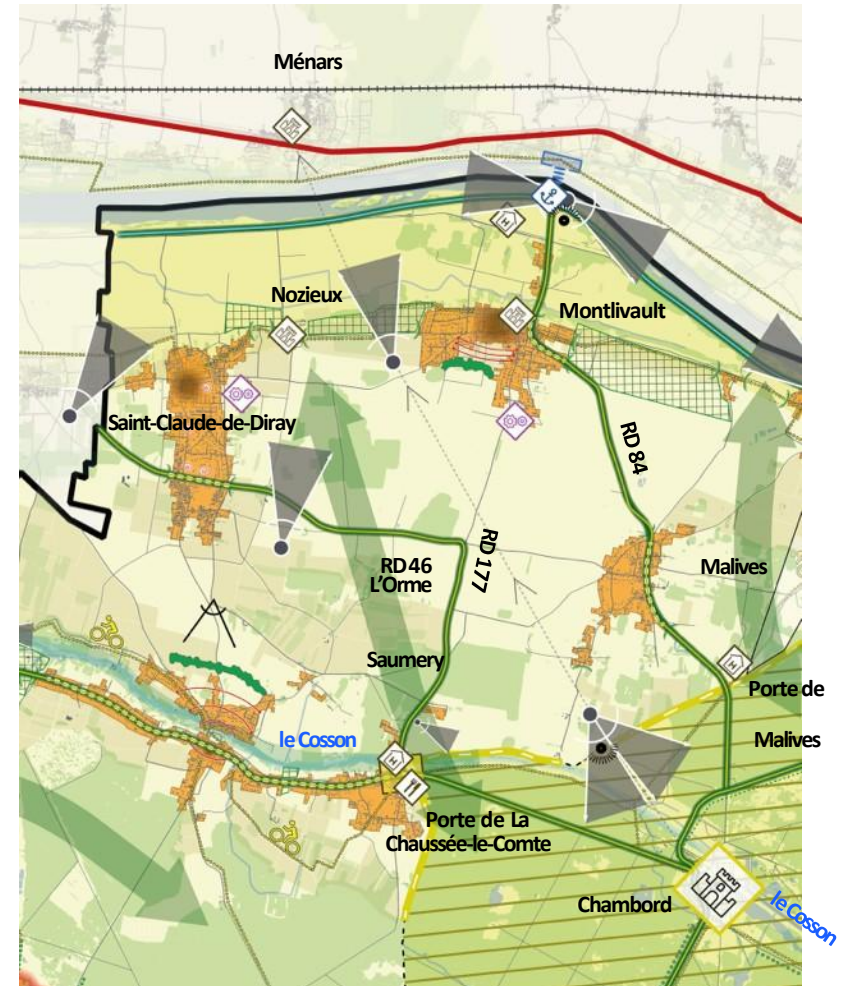 Ménars
Nozieux
Montlivault
Saint-Claude-de-Diray
RD 84
RD 177
RD 46
L'Orme
Malives
Saumery
Porte de
Malives
le Cosson
Porte de La
Chaussée-le-Comte
Chambord
le Cosson